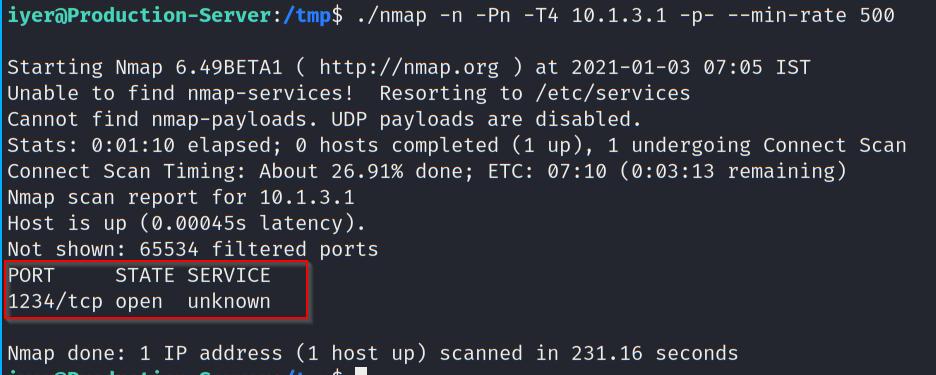 iyer@Production-Server:/tmp$ ./nmap -n -Pn -T4 10.1.3.1 -p- --min-rate 500
Starting Nmap 6.49BETA1 ( http://nmap.org ) at 2021-01-03 07:05 IST
Unable to find nmap-services!  Resorting to /etc/services
Cannot find nmap-payloads. UDP payloads are disabled.
Stats: 0:01:10 elapsed; 0 hosts completed (1 up), 1 undergoing Connect Scan
Connect Scan Timing: About 26.91% done; ETC: 07:10 (0:03:13 remaining)
Nmap scan report for 10.1.3.1
Host is up (0.00045s latency).
Not shown: 65534 filtered ports
PORT     STATE SERVICE
1234/tcp open  unknown
Nmap done: 1 IP address (1 host up) scanned in 231.16 seconds
iyer@Production-Server:/tmp$